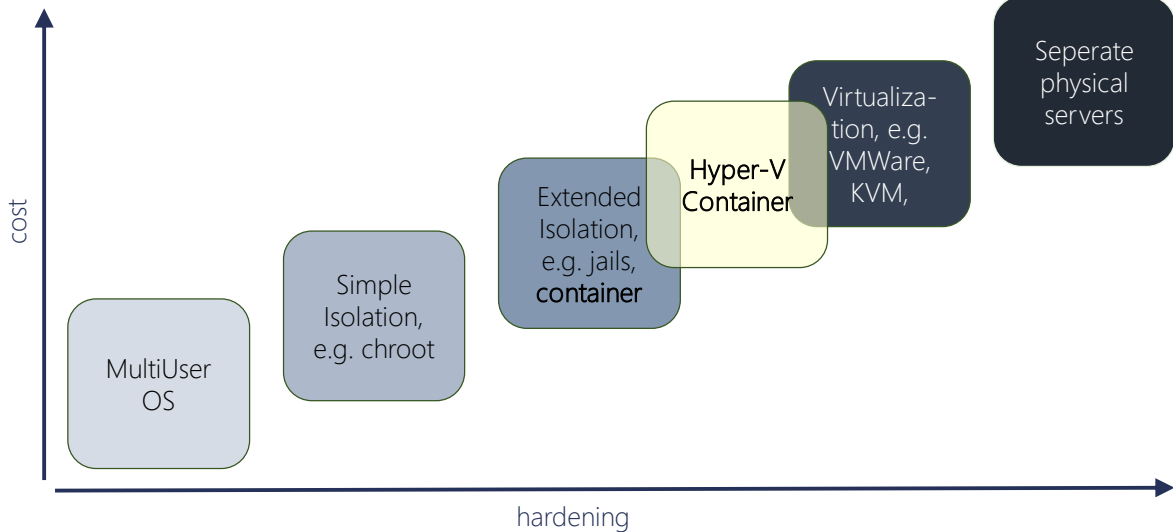 cost
MultiUser
OS
Simple
Isolation,
e.g. chroot
Extended
Isolation,
e.g. jails,
container
Hyper-V
Container
Virtualiza-
tion, e.g.
VMWare,
KVM,
Seperate
physical
servers
hardening